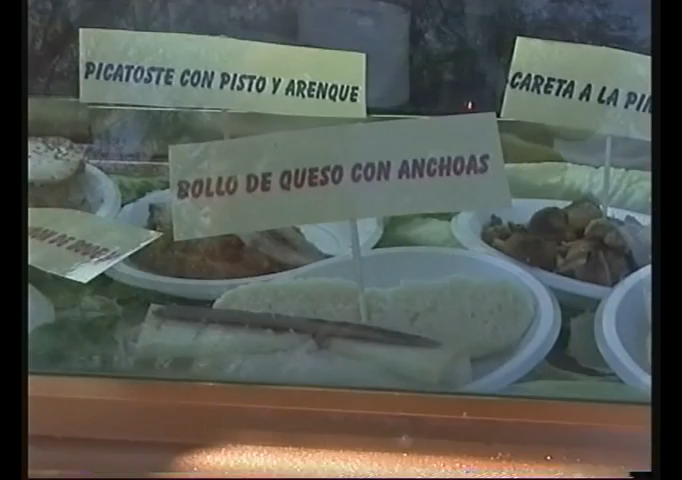 PICATOSTE CON PISTO Y ARENQUE
CARETA A LA
BOLLO DE QUESO CON ANCHOAS